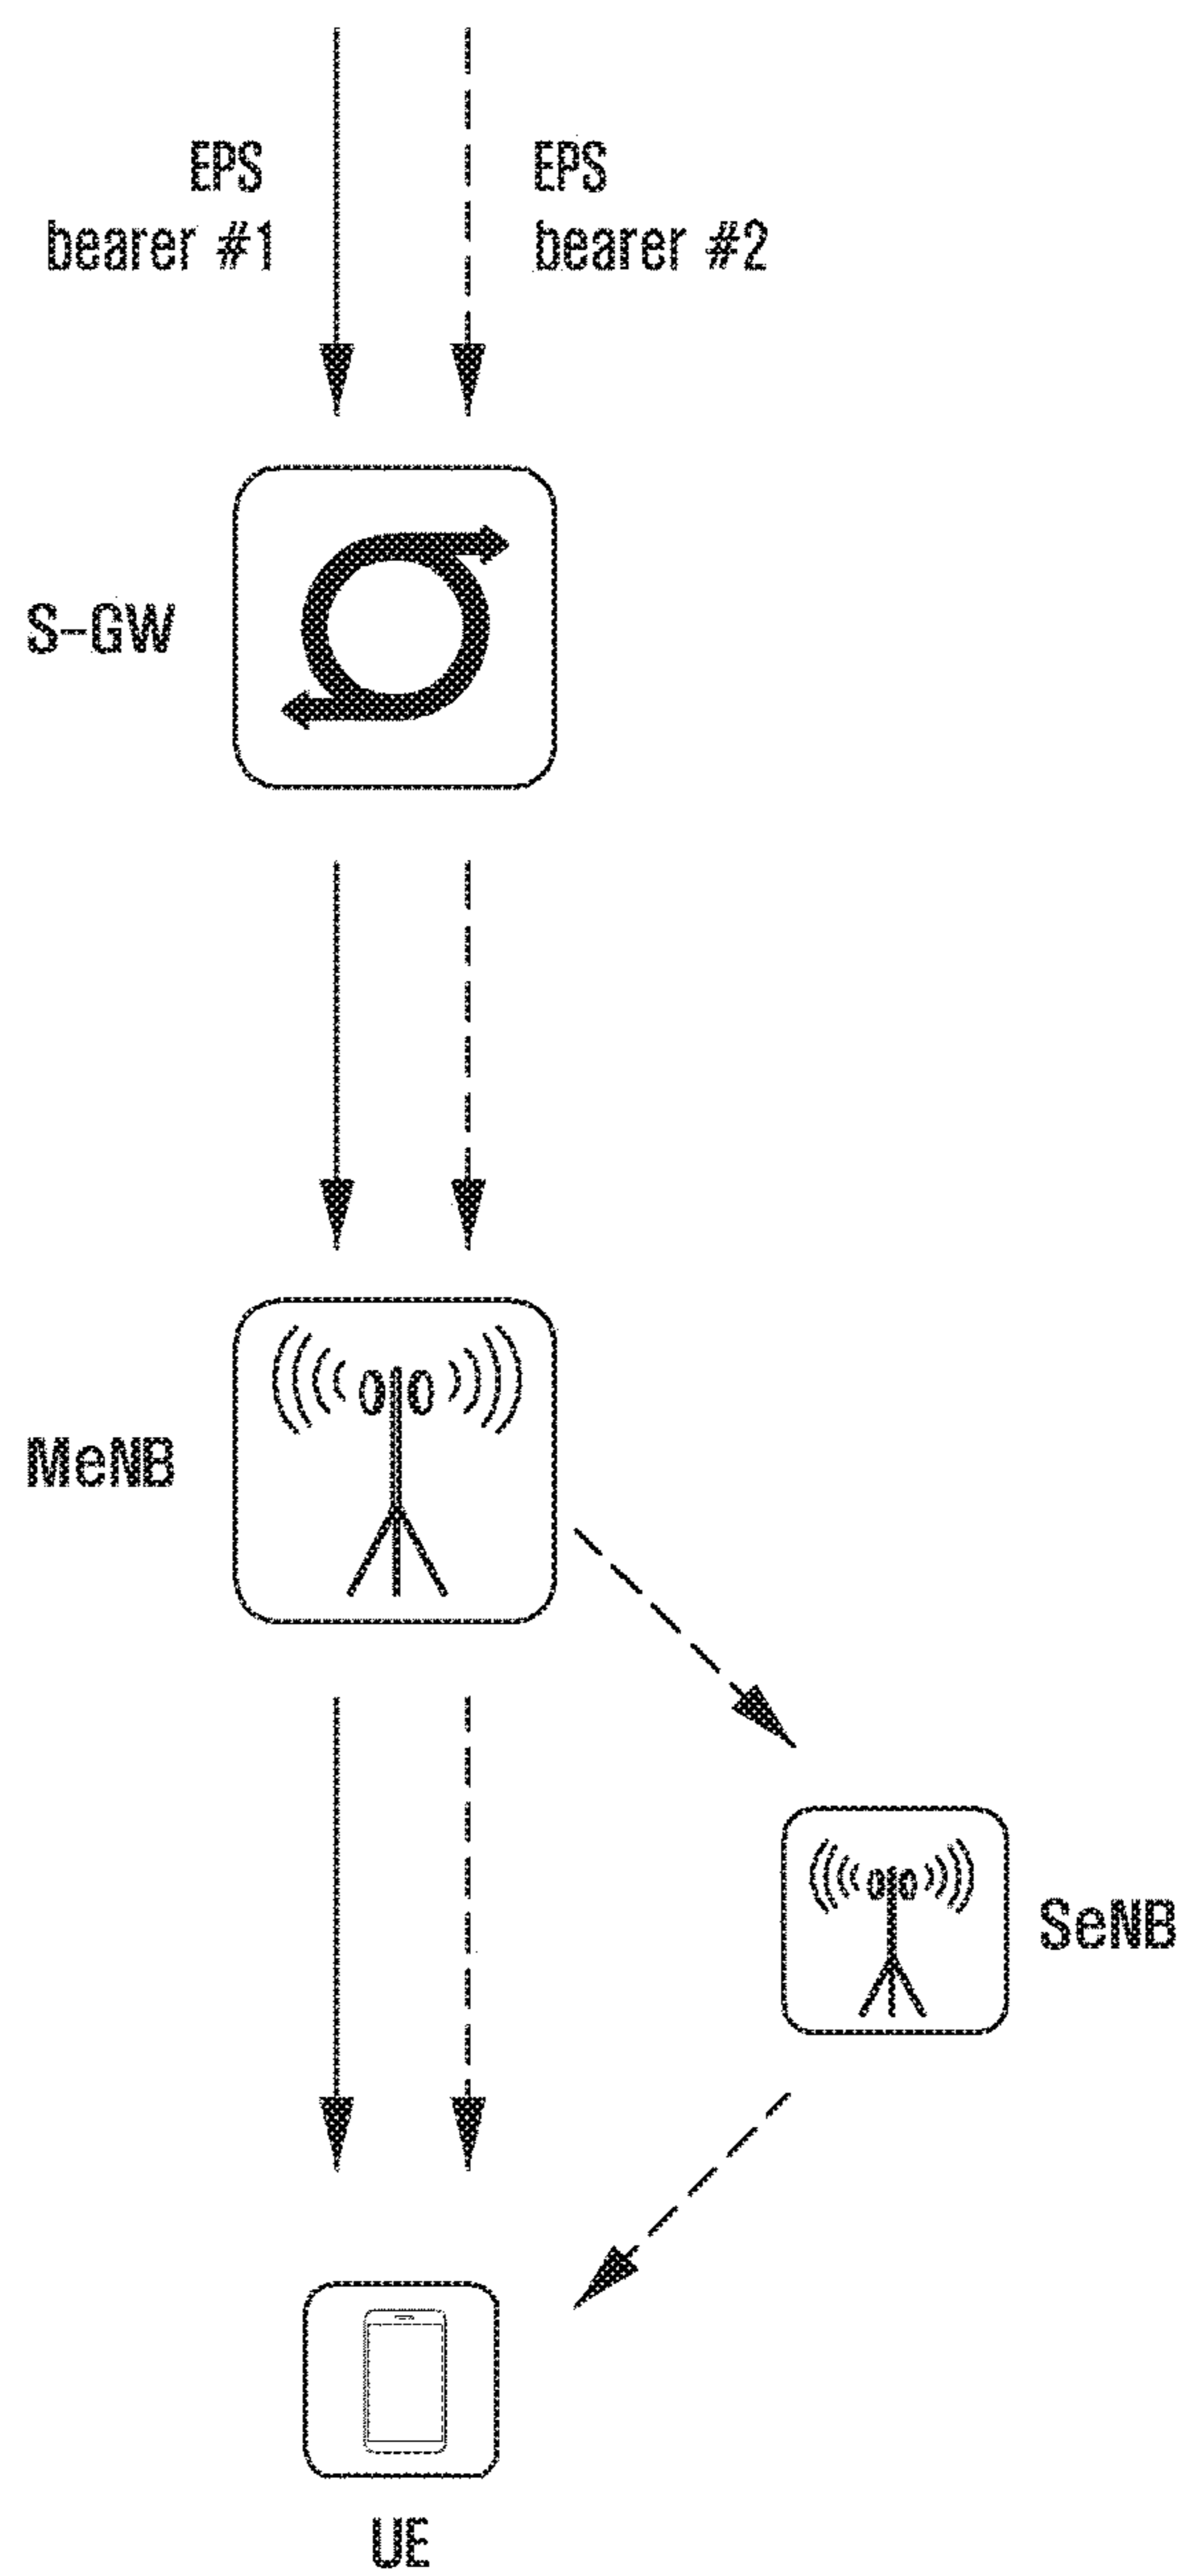 EPS
bearer #1
EPS
bearer #2
S-GW
MeNB
SeNB
UE